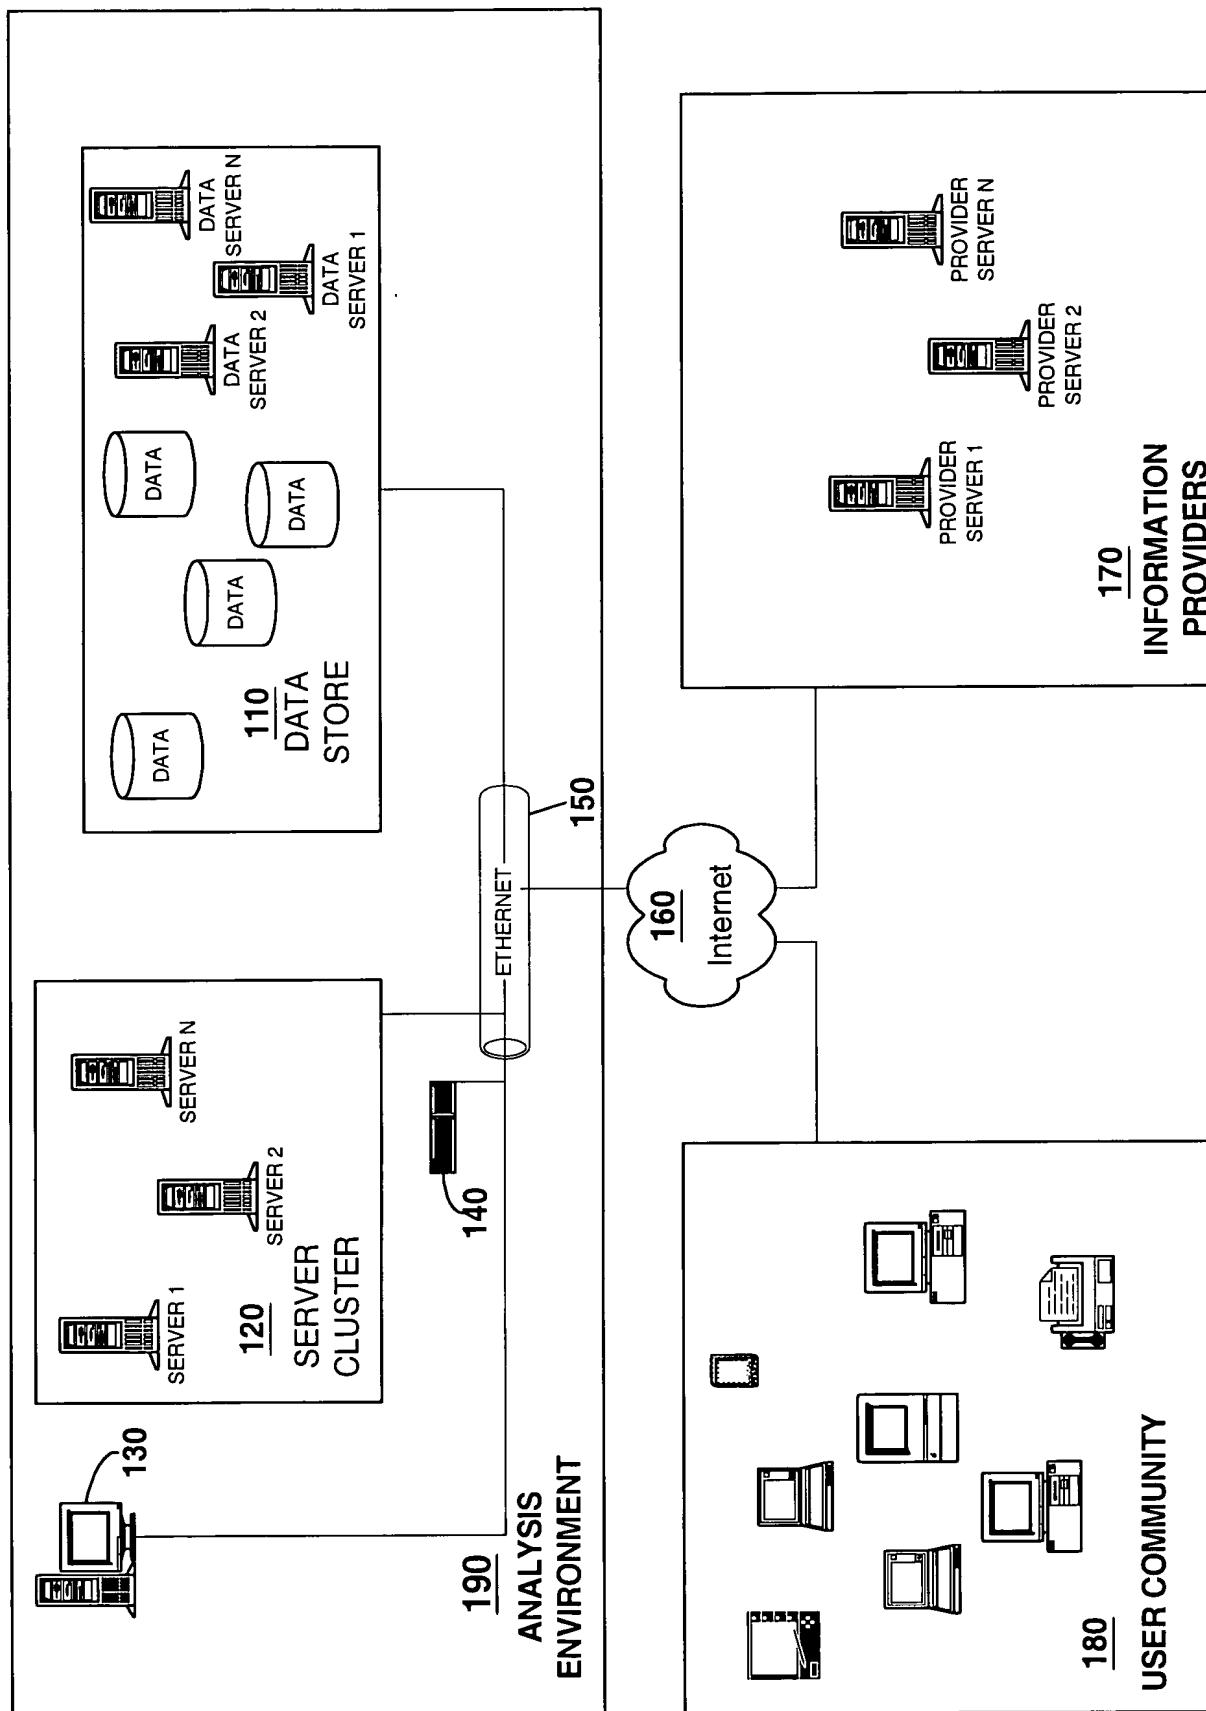 130
SERVER 1
SERVER 2
SERVER N
120
SERVER
CLUSTER
DATA
DATA
DATA
DATA
110
DATA
STORE
DATA
SERVER 2
DATA
SERVER 1
DATA
SERVER N
140
ETHERNET
150
190
ANALYSIS
ENVIRONMENT
160
Internet
180
USER COMMUNITY
PROVIDER
SERVER 1
PROVIDER
SERVER 2
PROVIDER
SERVER N
170
INFORMATION
PROVIDERS